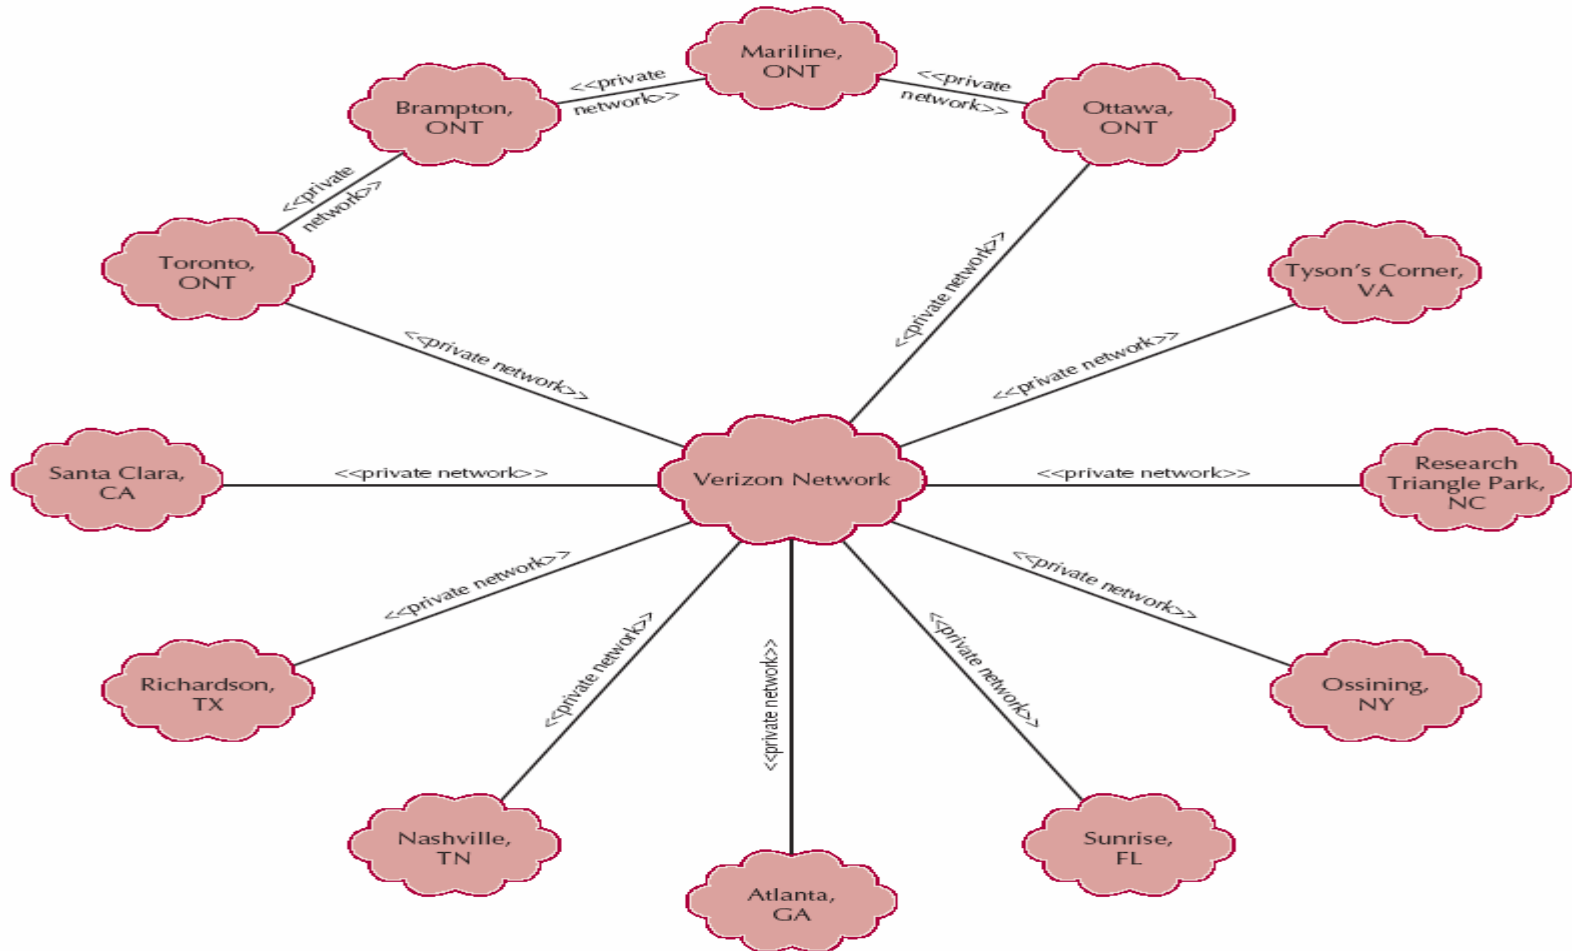 Mariline,
ONT
<<private
network>>
<<private
network>>
Brampton,
ONT
Ottawa,
ONT
<<private
network>>
Toronto,
ONT
<<private network>>
<<private network>>
Tyson's Corner,
VA
<<private network>>
Santa Clara,
CA
<<private network>>
Verizon Network
<<private network>>
Research
Triangle Park,
NC
<<private network>>
<<private network>>
Richardson,
TX
<<private network>>
<<private network>>
<<private network>>
Ossining,
NY
Nashville,
TN
Sunrise,
FL
Atlanta,
GA